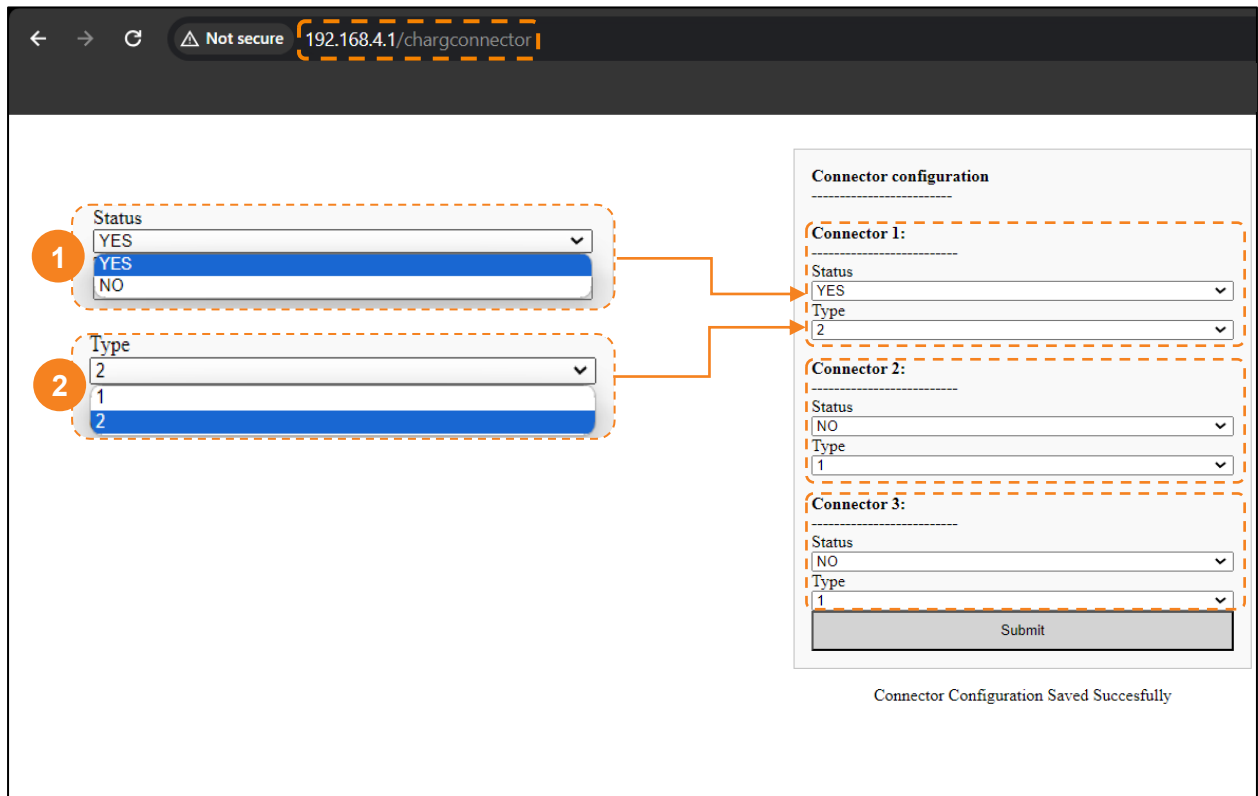 Not secure 192.168.4.1/chargconnector
Status
YES
YES
NO
1
Type
2
1
2
2
Connector configuration
-------------------------
Connector 1:
--------------------------
Status
YES
Type
2
Connector 2:
--------------------------
Status
NO
Type
1
Connector 3:
--------------------------
Status
NO
Type
1
Submit
Connector Configuration Saved Succesfully